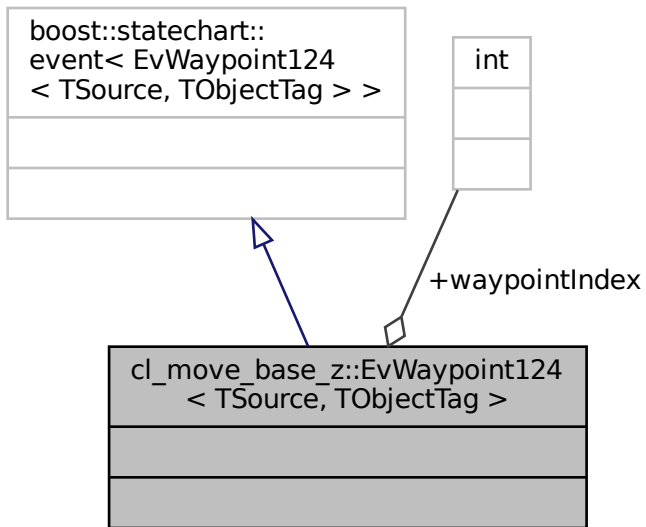 boost::statechart::
event< EvWaypoint124
< TSource, TObjectTag > >
int
+waypointIndex
cl_move_base_z::EvWaypoint124
< TSource, TObjectTag >